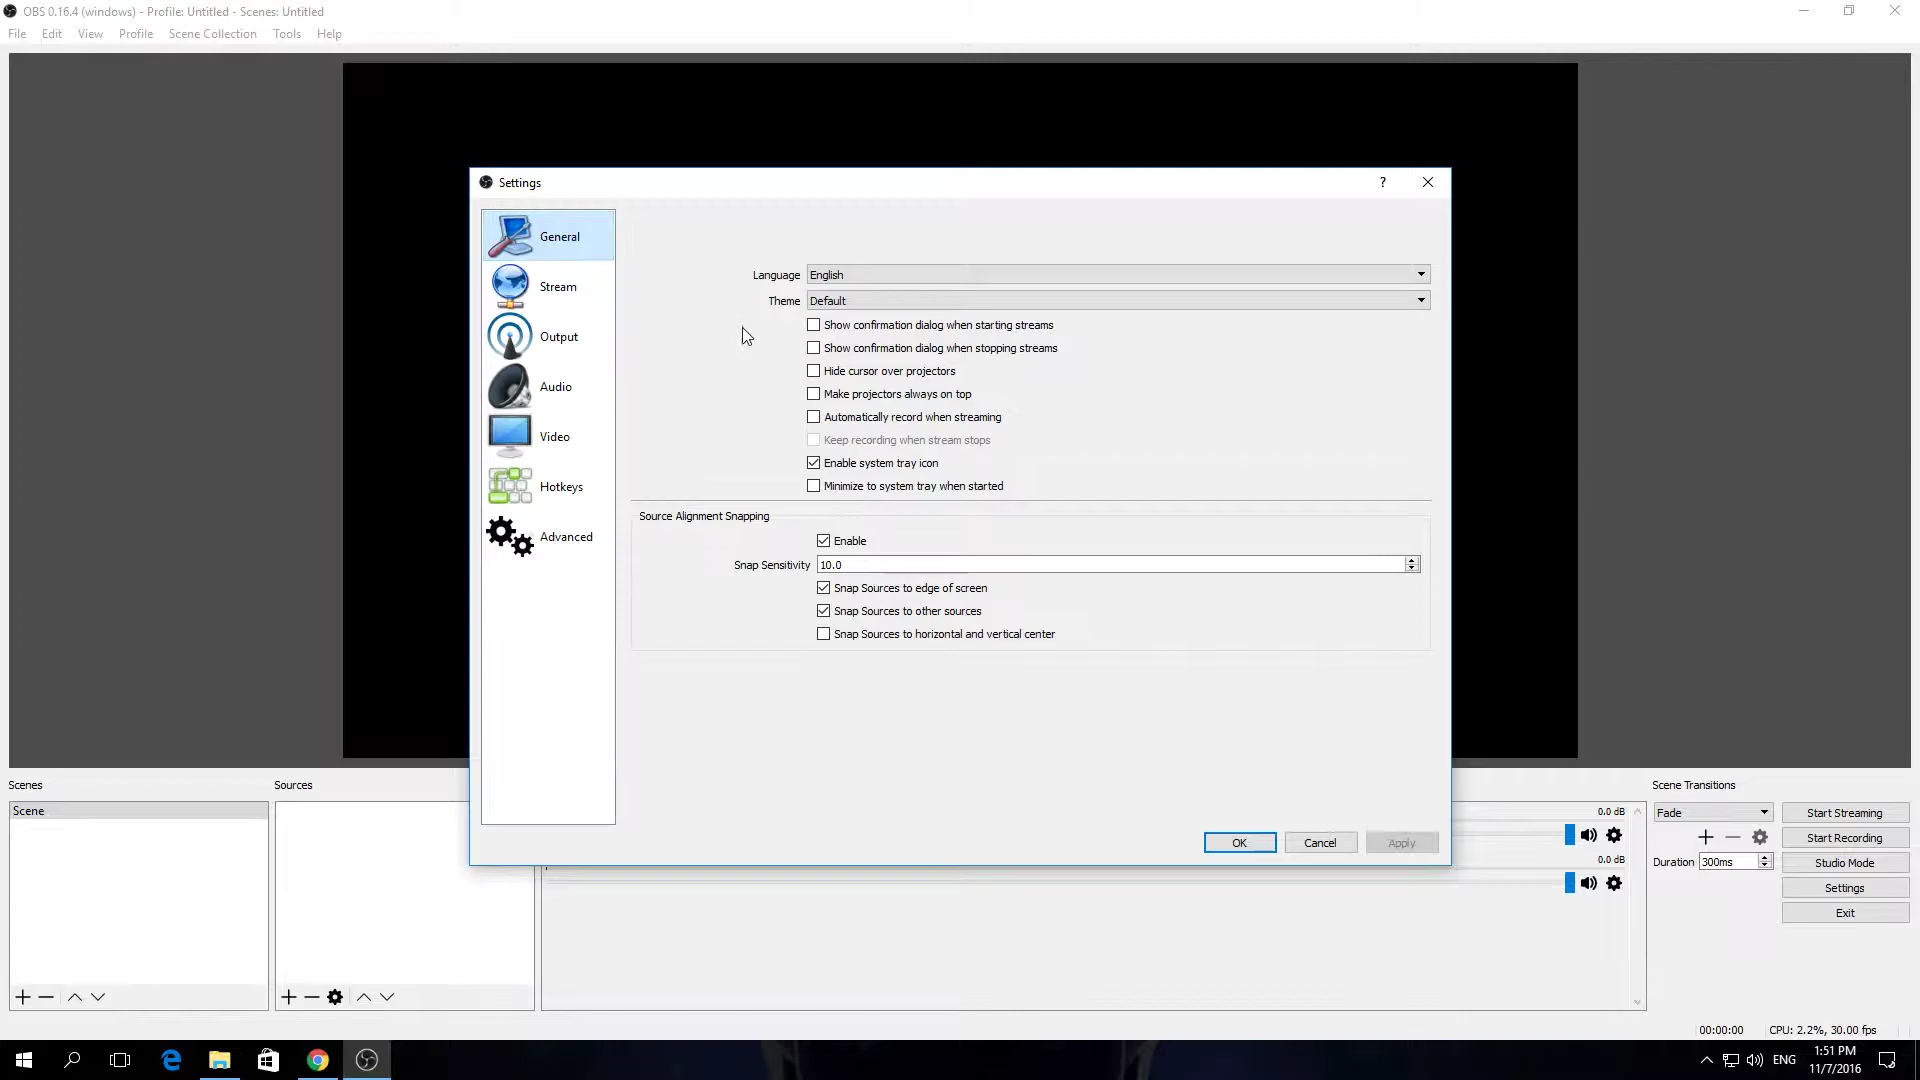 OBS 0.16.4 (windows) - Profile: Untitled - Scenes: Untitled
File Edit View Profile Scene Collection Tools Help
Settings
?
General
Stream
Output
Audio
Video
Hotkeys
Advanced
Language English
Theme Default
Show confirmation dialog when starting streams
Show confirmation dialog when stopping streams
Hide cursor over projectors
Make projectors always on top
Automatically record when streaming
Keep recording when stream stops
Enable system tray icon
Minimize to system tray when started
Source Alignment Snapping
Enable
Snap Sensitivity 10.0
Snap Sources to edge of screen
Snap Sources to other sources
Snap Sources to horizontal and vertical center
OK Cancel Apply
Scenes
Scene
Sources
0.0 dB
0.0 dB
Scene Transitions
Fade
Duration 300ms
Start Streaming
Start Recording
Studio Mode
Settings
Exit
00:00:00 CPU: 2.2%, 30.00 fps
ENG
1:51 PM
11/7/2016